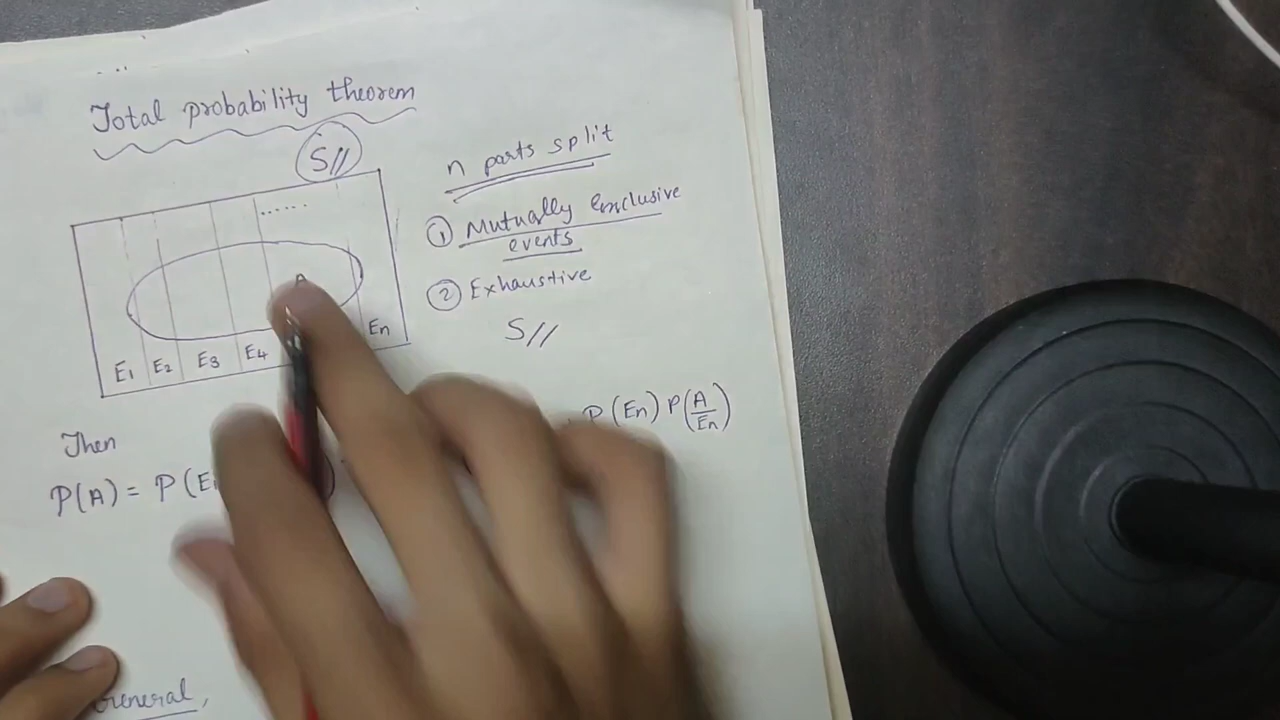 Total probability theorem
S//
......
A
E1 E2 E3 E4 En
n parts split
① Mutually exclusive
events
② Exhaustive
S//
Then
P(A) = P(E
P(En) P(A/En)
General,